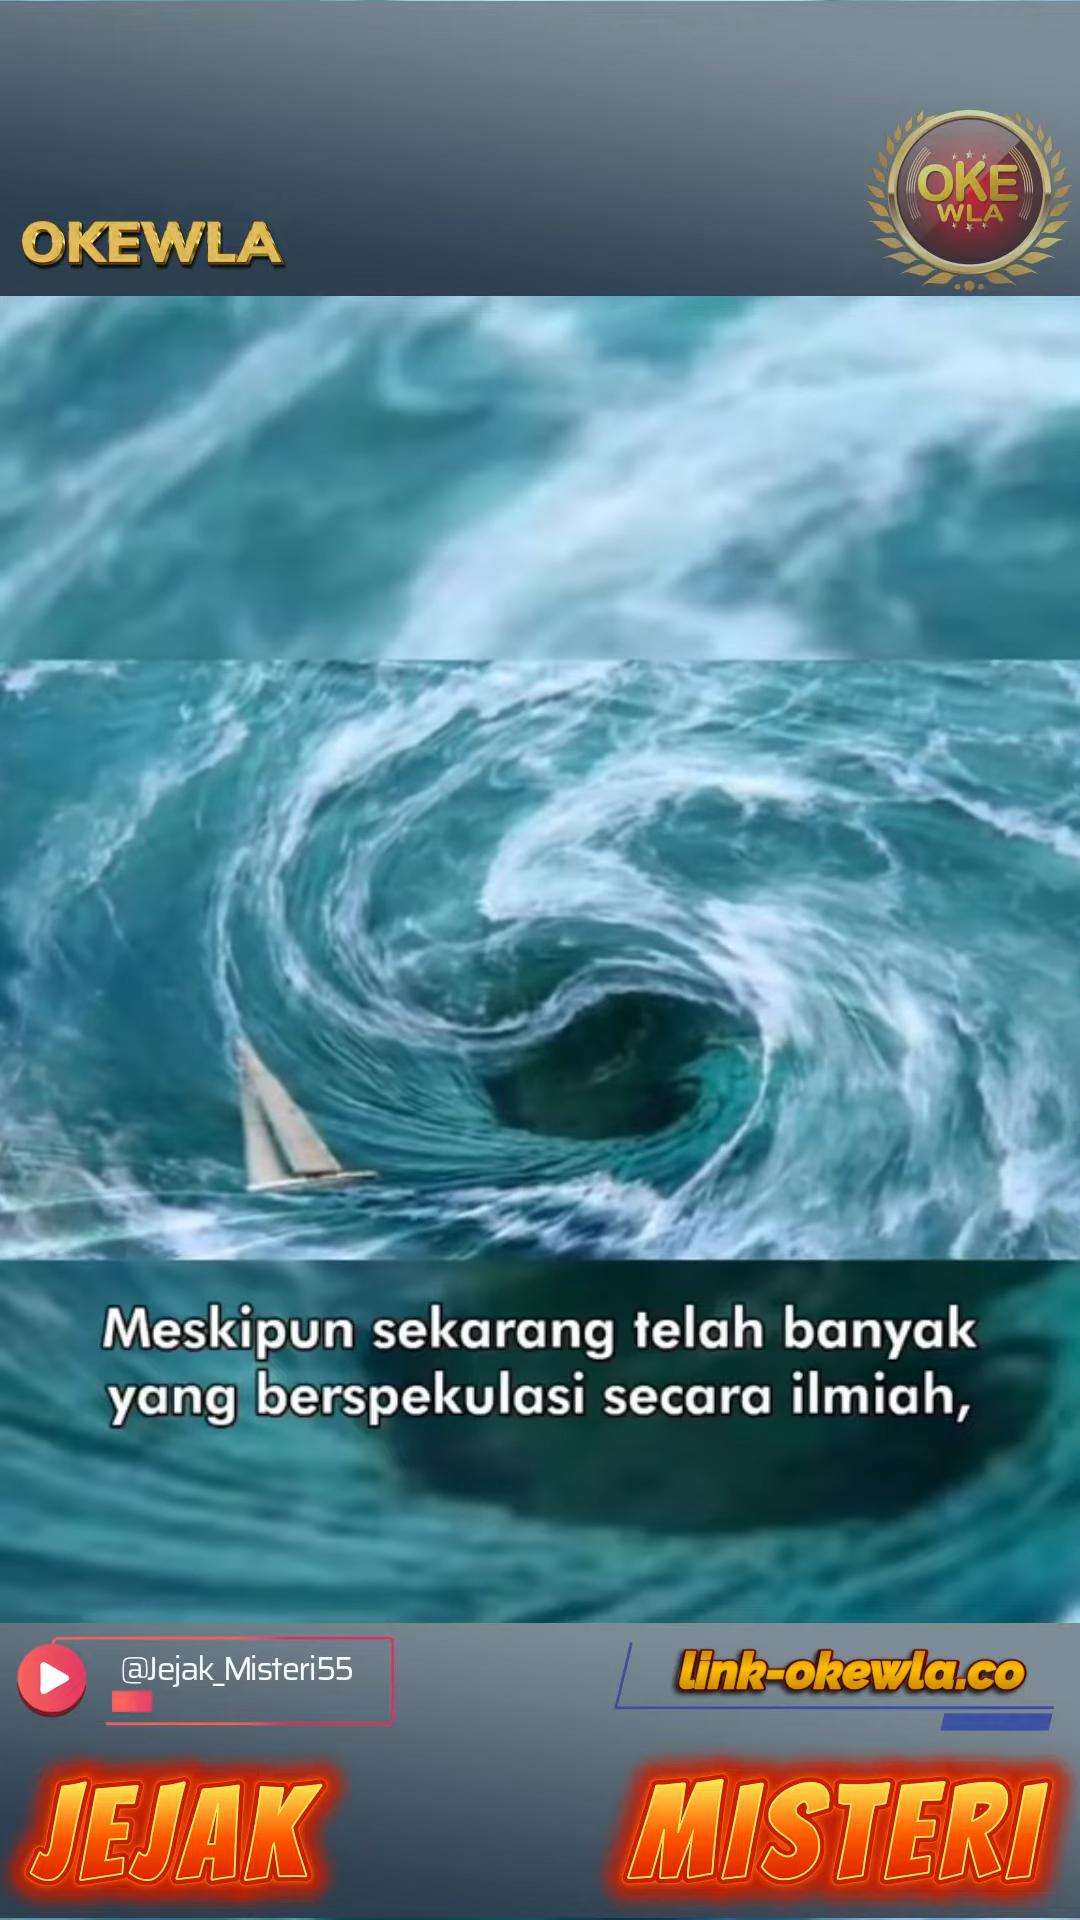 OKEWLA
OKE
WLA
Meskipun sekarang telah banyak
yang berspekulasi secara ilmiah,
@Jejak_Misteri55
link-okewla.co
JEJAK MISTERI